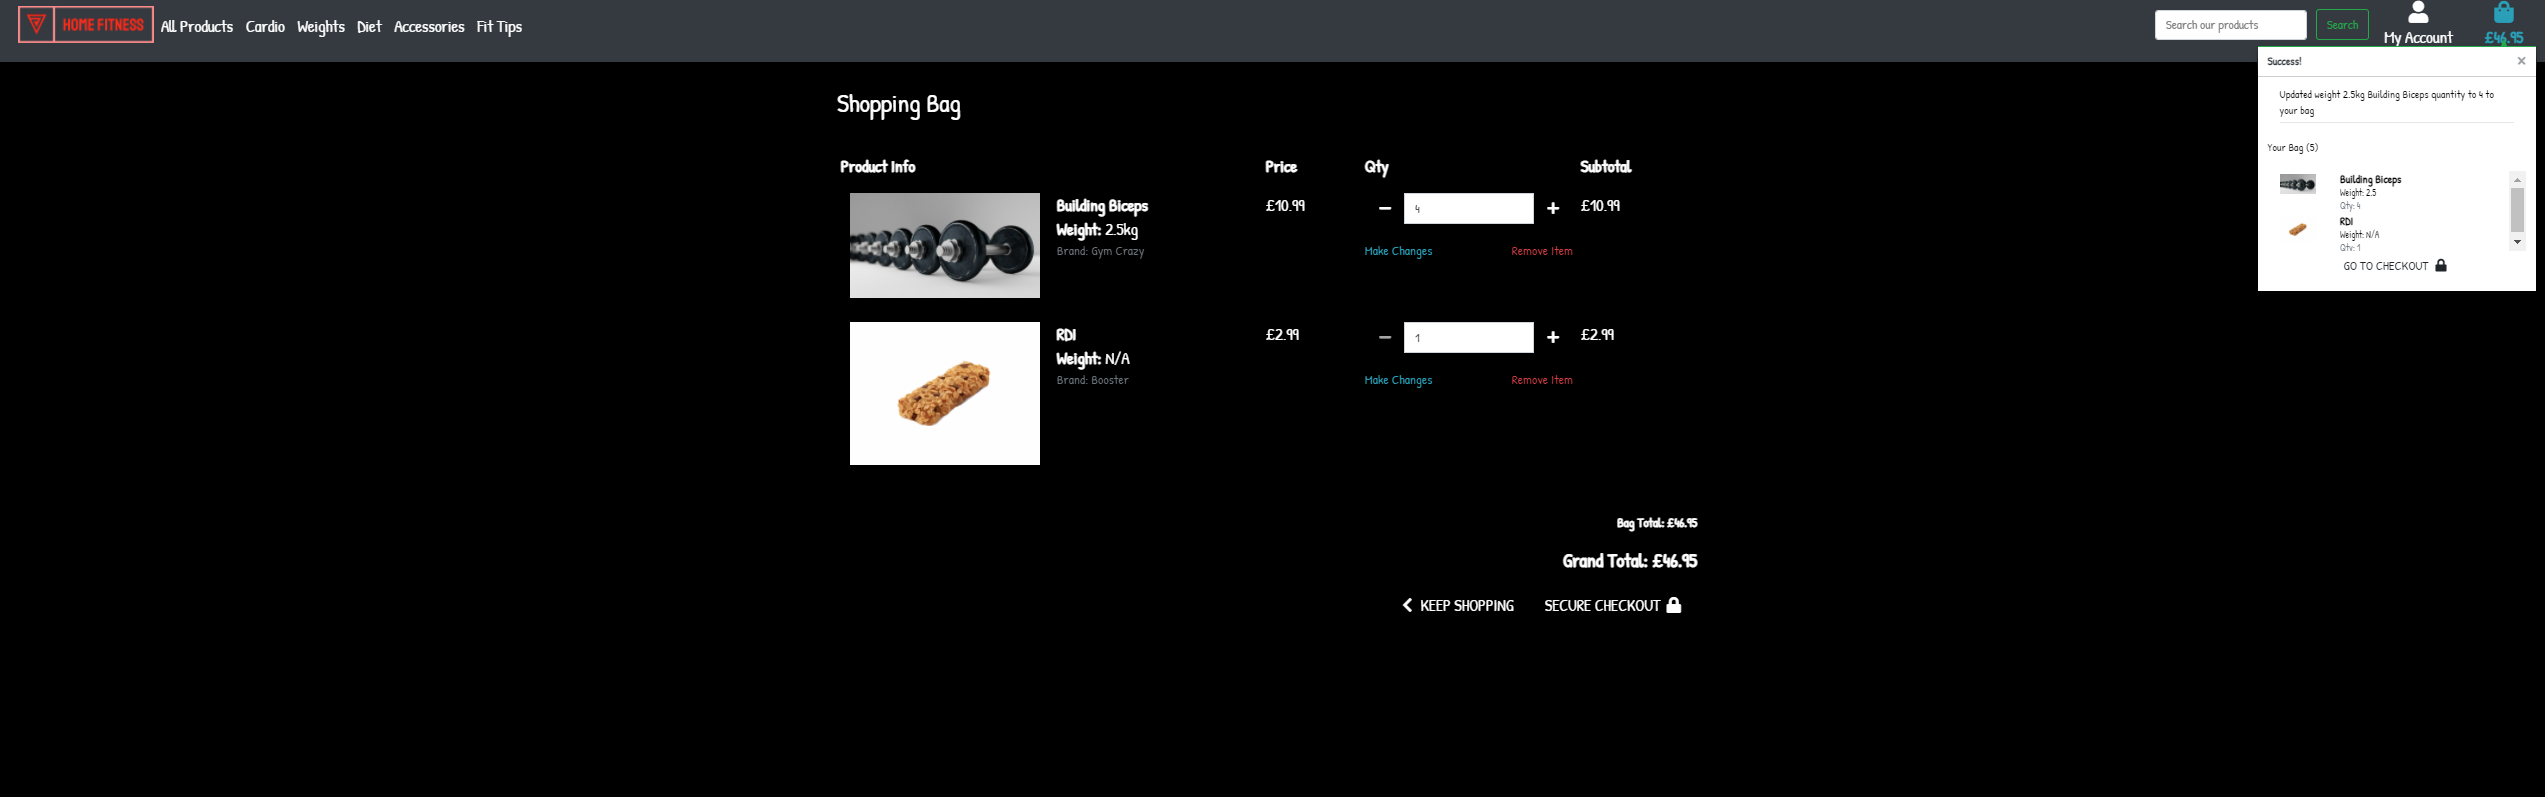 HOME FITNESS All Products Cardio Weights Diet Accessories Fit Tips Search our products Search My Account £46.95
Success! ×
Updated weight 2.5kg Building Biceps quantity to 4 to
your bag
Your Bag (5)
Building Biceps
Weight: 2.5
Qty: 4
RDI
Weight: N/A
Qty: 1
GO TO CHECKOUT
Shopping Bag
Product Info Price Qty Subtotal
Building Biceps £10.99 4 £10.99
Weight: 2.5kg
Brand: Gym Crazy Make Changes Remove Item
RDI £2.99 1 £2.99
Weight: N/A
Brand: Booster Make Changes Remove Item
Bag Total: £46.95
Grand Total: £46.95
KEEP SHOPPING SECURE CHECKOUT